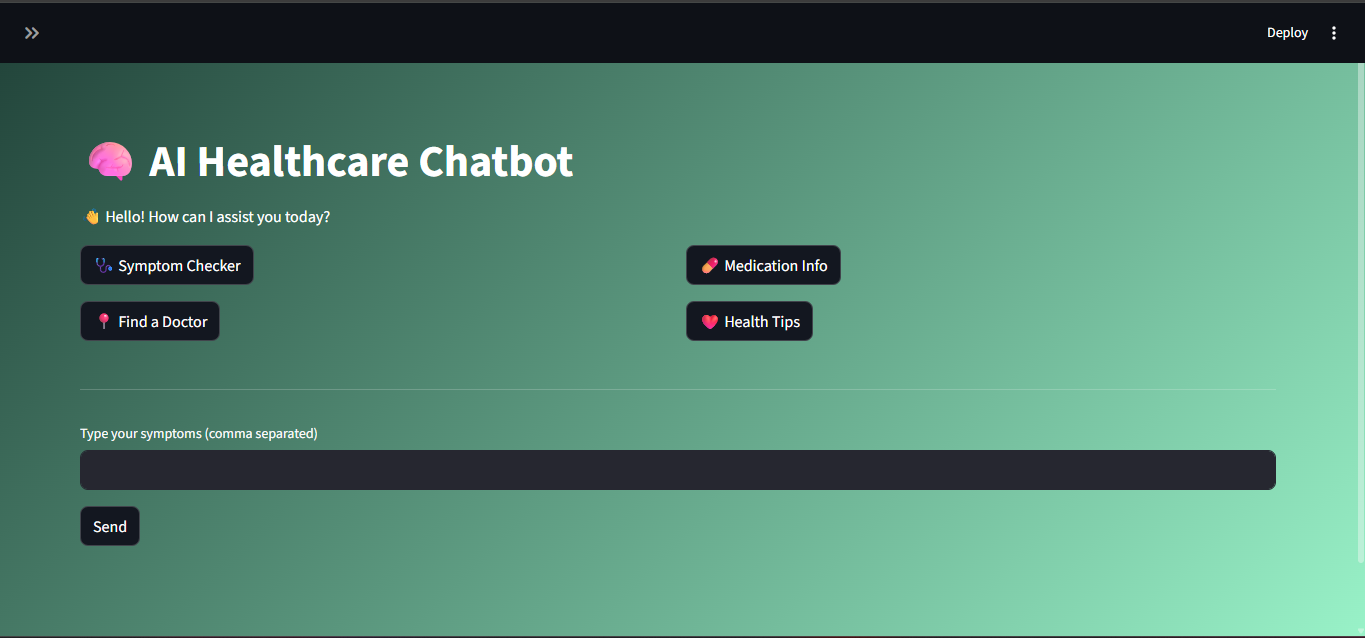 Deploy
AI Healthcare Chatbot
👋 Hello! How can I assist you today?
🩺 Symptom Checker
💊 Medication Info
📍 Find a Doctor
❤️ Health Tips
Type your symptoms (comma separated)
Send